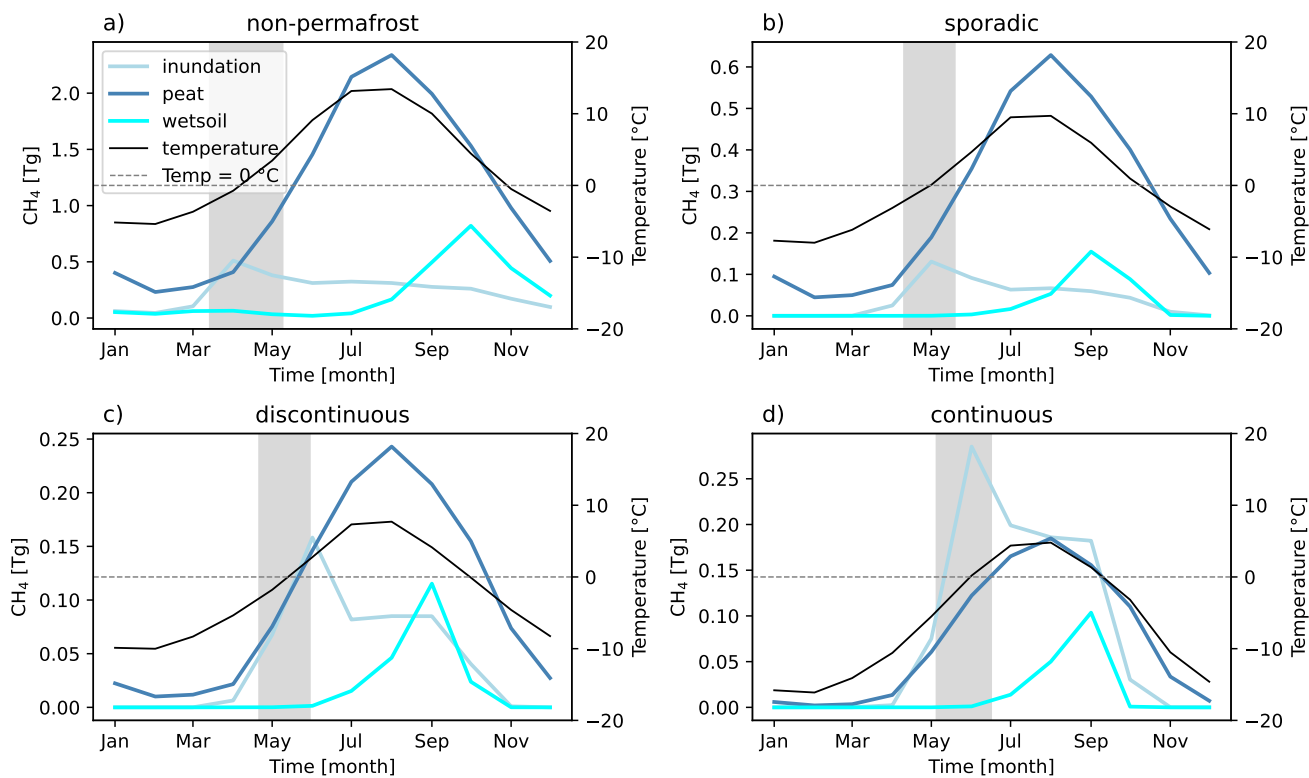 a)
non-permafrost
inundation
peat
wetsoil
temperature
Temp = 0 °C
CH₄ [Tg]
2.0
1.5
1.0
0.5
0.0
Temperature [°C]
20
10
0
−10
−20
Jan
Mar
May
Jul
Sep
Nov
Time [month]
b)
sporadic
CH₄ [Tg]
0.6
0.5
0.4
0.3
0.2
0.1
0.0
Temperature [°C]
20
10
0
−10
−20
Jan
Mar
May
Jul
Sep
Nov
Time [month]
c)
discontinuous
CH₄ [Tg]
0.25
0.20
0.15
0.10
0.05
0.00
Temperature [°C]
20
10
0
−10
−20
Jan
Mar
May
Jul
Sep
Nov
Time [month]
d)
continuous
CH₄ [Tg]
0.25
0.20
0.15
0.10
0.05
0.00
Temperature [°C]
20
10
0
−10
−20
Jan
Mar
May
Jul
Sep
Nov
Time [month]